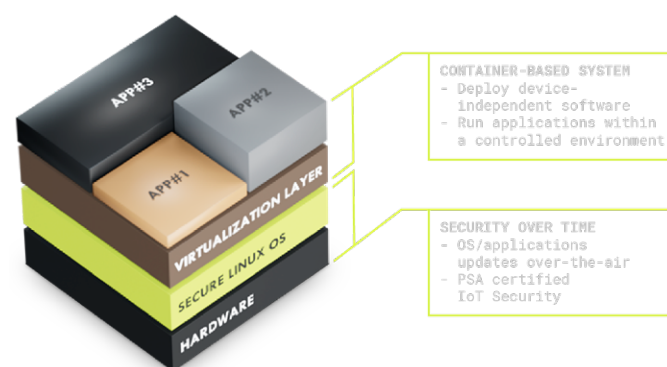 APP#3
APP#2
APP#1
VIRTUALIZATION LAYER
SECURE LINUX OS
HARDWARE
CONTAINER-BASED SYSTEM
- Deploy device-
independent software
- Run applications within
a controlled environment
SECURITY OVER TIME
- OS/applications
updates over-the-air
- PSA certified
IoT Security